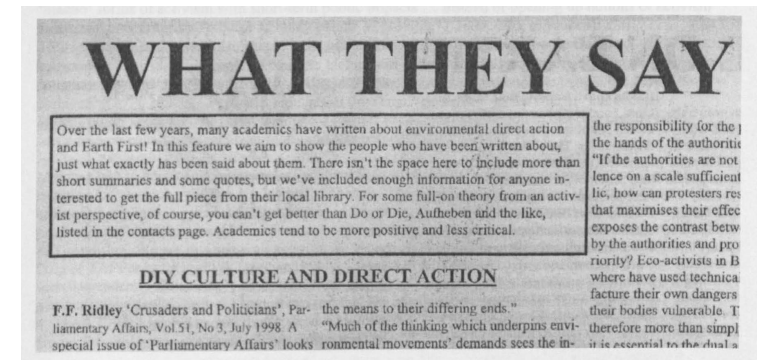 WHAT THEY SAY
Over the last few years, many academics have written about environmental direct action
and Earth First! In this feature we aim to show the people who have been written about,
just what exactly has been said about them. There isn't the space here to include more than
short summaries and some quotes, but we've included enough information for anyone in-
terested to get the full piece from their local library. For some full-on theory from an activ-
ist perspective, of course, you can't get better than Do or Die, Aufheben and the like,
listed in the contacts page. Academics tend to be more positive and less critical.
DIY CULTURE AND DIRECT ACTION
F.F. Ridley 'Crusaders and Politicians', Par-
liamentary Affairs, Vol.51, No 3, July 1998. A
special issue of 'Parliamentary Affairs' looks
the means to their differing ends."
"Much of the thinking which underpins envi-
ronmental movements' demands sees the in-
the responsibility for the
the hands of the authoritie
"If the authorities are not
lence on a scale sufficient
lic, how can protesters res
that maximises their effec
exposes the contrast betw
by the authorities and pro
riority? Eco-activists in B
where have used technica
facture their own dangers
their bodies vulnerable. T
therefore more than simpl
it is essential to the dual a